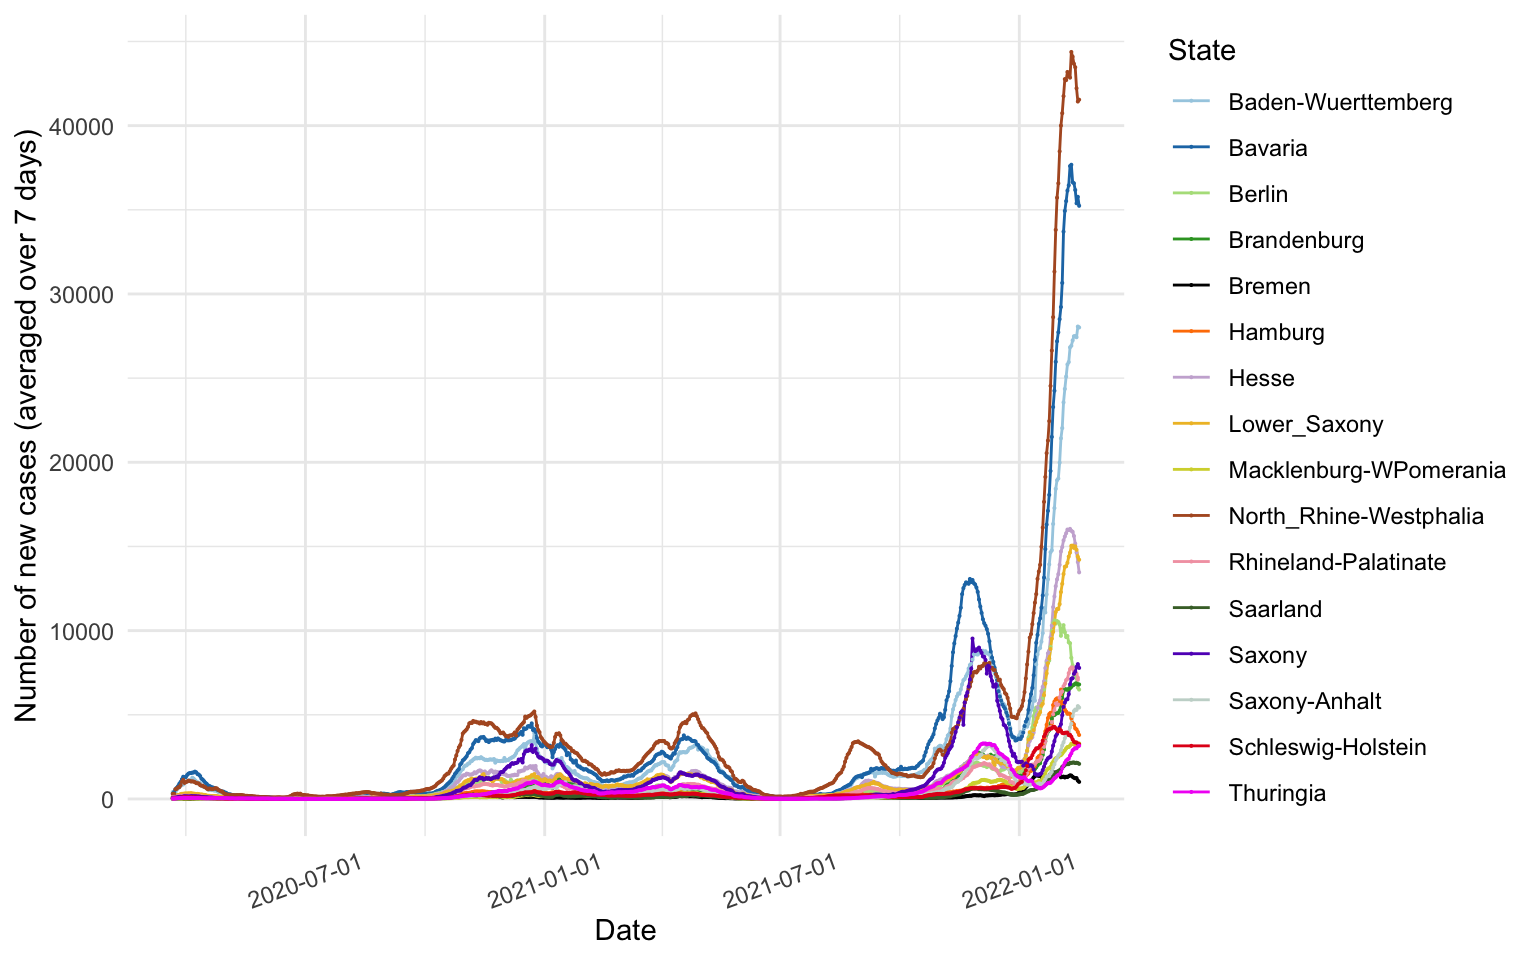 Number of new cases (averaged over 7 days)
40000
30000
20000
10000
0
2020-07-01
2021-01-01
2021-07-01
2022-01-01
Date
State
Baden-Wuerttemberg
Bavaria
Berlin
Brandenburg
Bremen
Hamburg
Hesse
Lower_Saxony
Macklenburg-WPomerania
North_Rhine-Westphalia
Rhineland-Palatinate
Saarland
Saxony
Saxony-Anhalt
Schleswig-Holstein
Thuringia